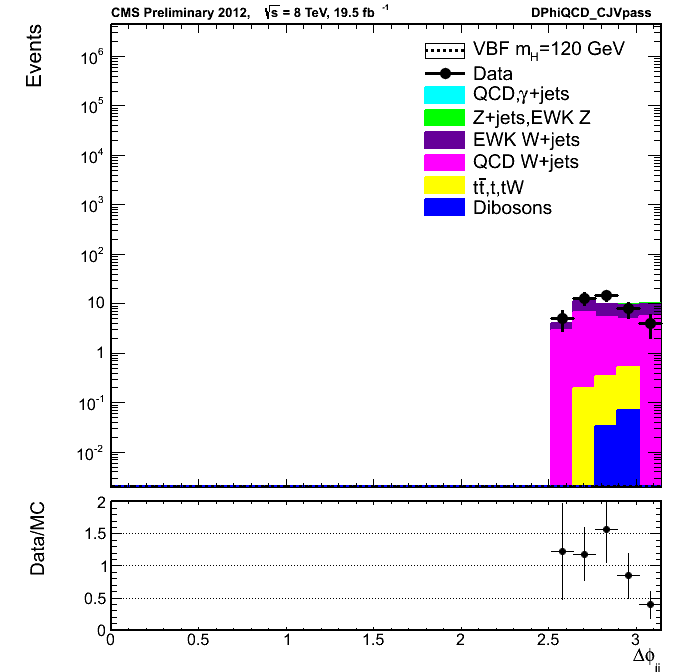 CMS Preliminary 2012, √s = 8 TeV, 19.5 fb⁻¹ DPhiQCD_CJVpass
Events
VBF m_H=120 GeV
Data
QCD,γ+jets
Z+jets,EWK Z
EWK W+jets
QCD W+jets
tt̄,t,tW
Dibosons
10⁶
10⁵
10⁴
10³
10²
10
1
10⁻¹
10⁻²
Data/MC
2
1.5
1
0.5
0
0 0.5 1 1.5 2 2.5 3
Δϕ_jj